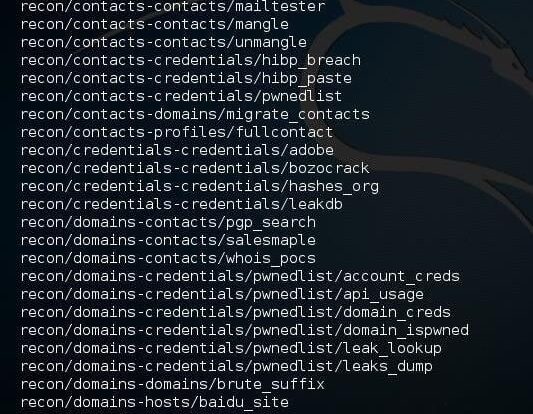 recon/contacts-contacts/mailtester
recon/contacts-contacts/mangle
recon/contacts-contacts/unmangle
recon/contacts-credentials/hibp_breach
recon/contacts-credentials/hibp_paste
recon/contacts-credentials/pwnedlist
recon/contacts-domains/migrate_contacts
recon/contacts-profiles/fullcontact
recon/credentials-credentials/adobe
recon/credentials-credentials/bozocrack
recon/credentials-credentials/hashes_org
recon/credentials-credentials/leakdb
recon/domains-contacts/pgp_search
recon/domains-contacts/salesmaple
recon/domains-contacts/whois_pocs
recon/domains-credentials/pwnedlist/account_creds
recon/domains-credentials/pwnedlist/api_usage
recon/domains-credentials/pwnedlist/domain_creds
recon/domains-credentials/pwnedlist/domain_ispwned
recon/domains-credentials/pwnedlist/leak_lookup
recon/domains-credentials/pwnedlist/leaks_dump
recon/domains-domains/brute_suffix
recon/domains-hosts/baidu_site